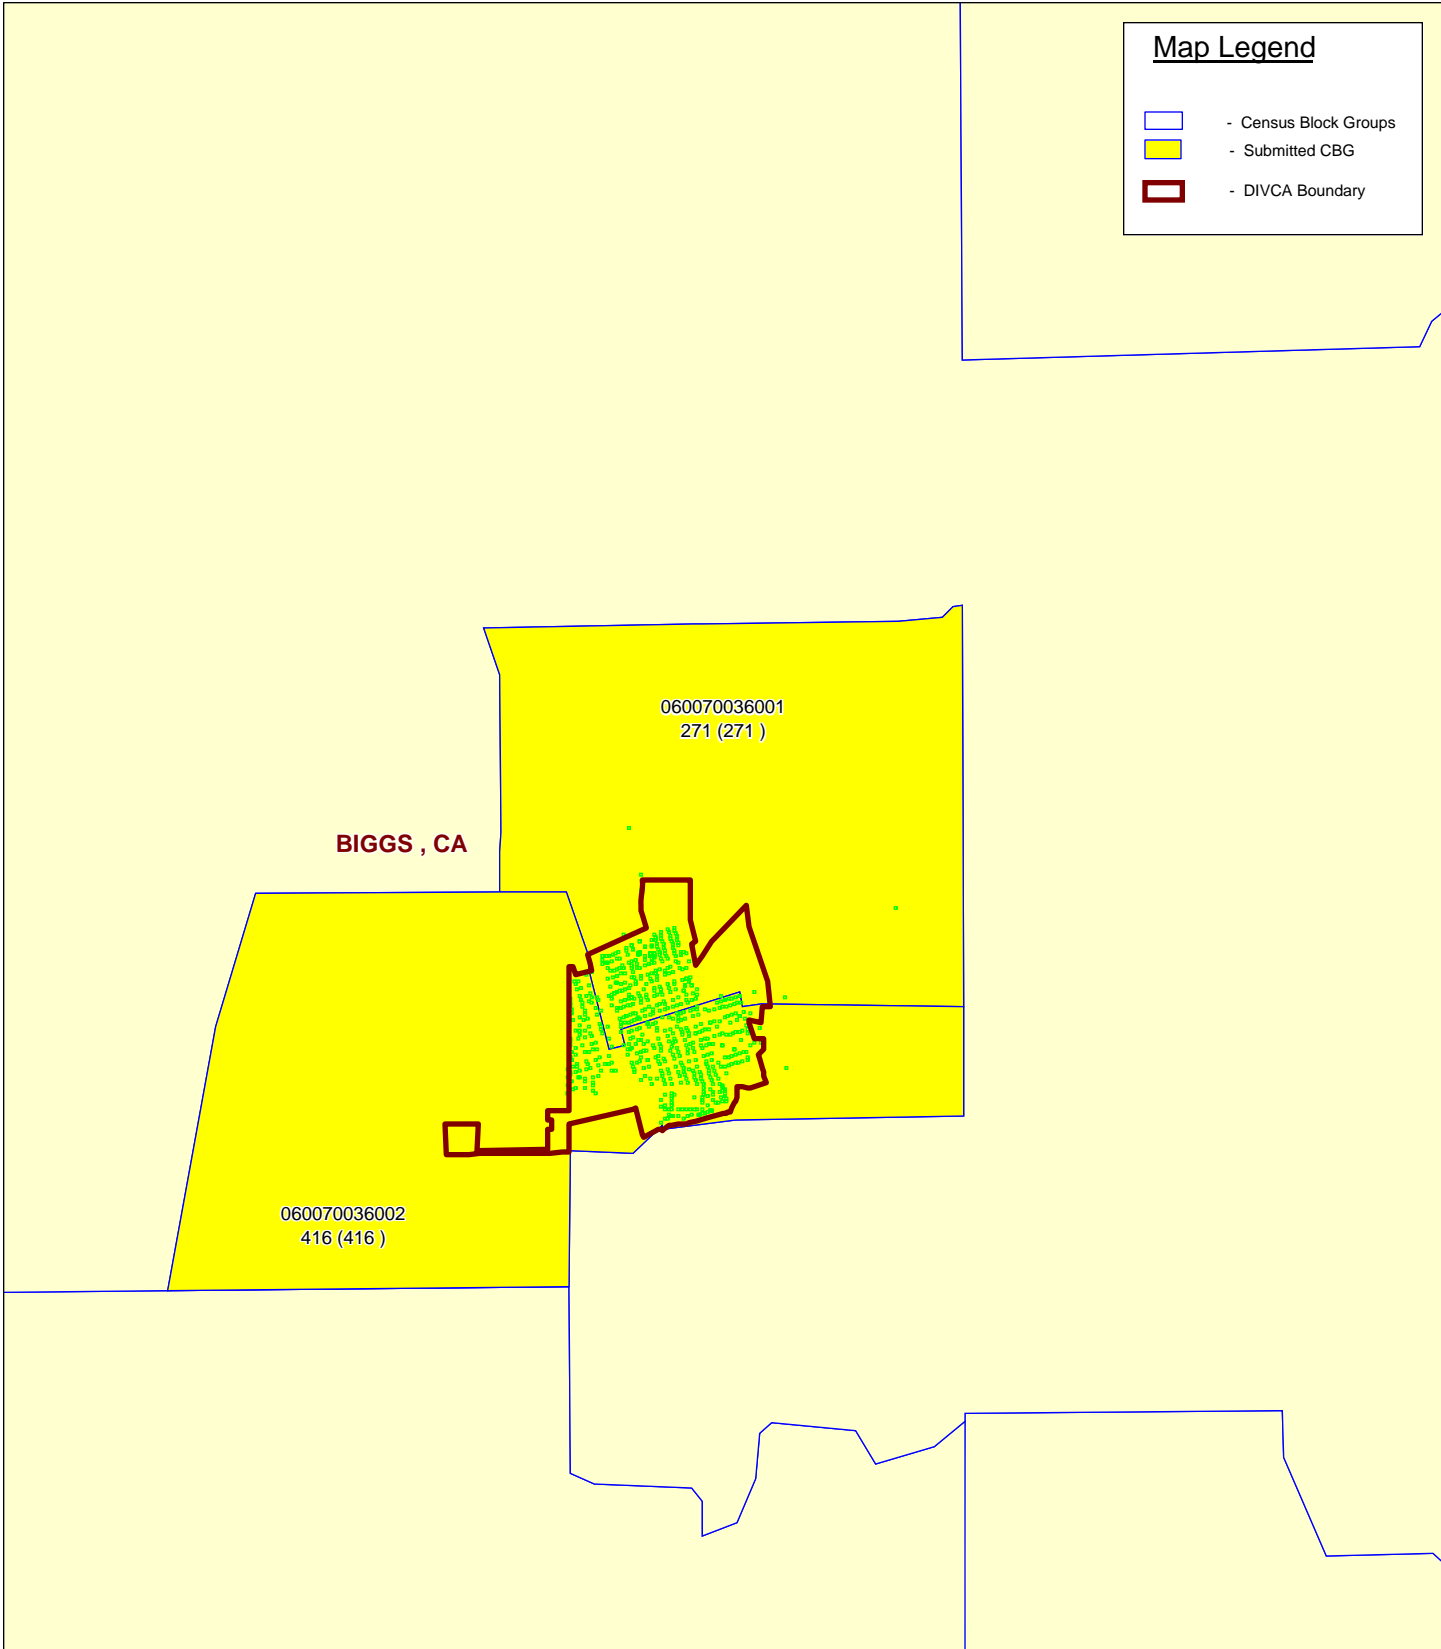 Map Legend
- Census Block Groups
- Submitted CBG
- DIVCA Boundary
060070036001
271 (271 )
BIGGS , CA
060070036002
416 (416 )